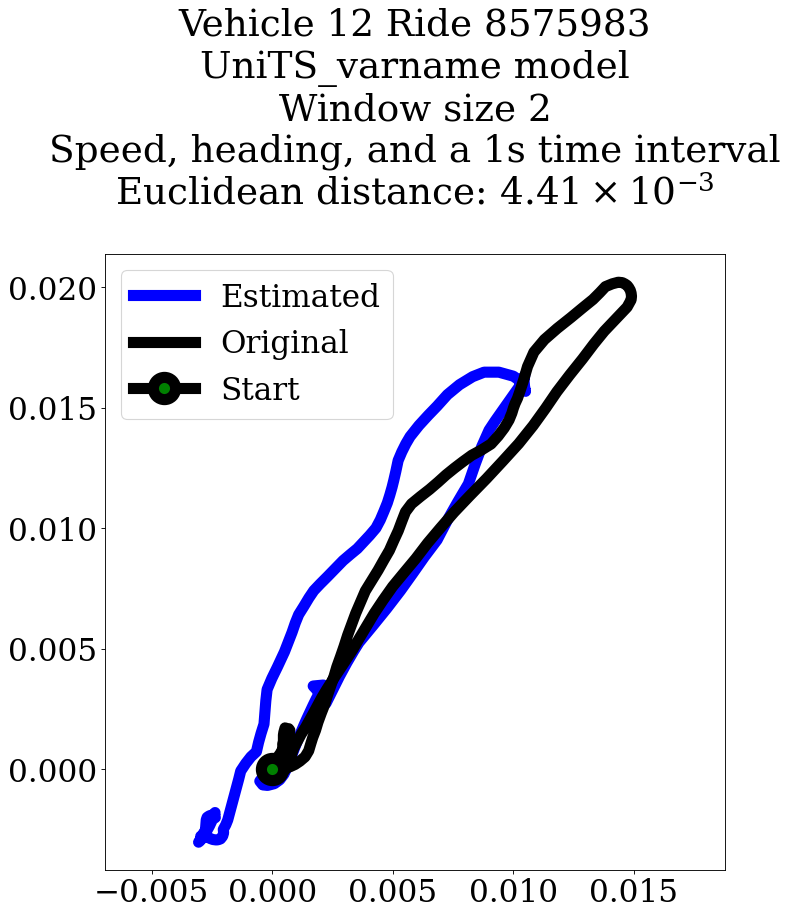 Vehicle 12 Ride 8575983
UniTS_varname model
Window size 2
Speed, heading, and a 1s time interval
Euclidean distance: 4.41 × 10⁻³
Estimated
Original
Start
0.020
0.015
0.010
0.005
0.000
−0.005 0.000 0.005 0.010 0.015